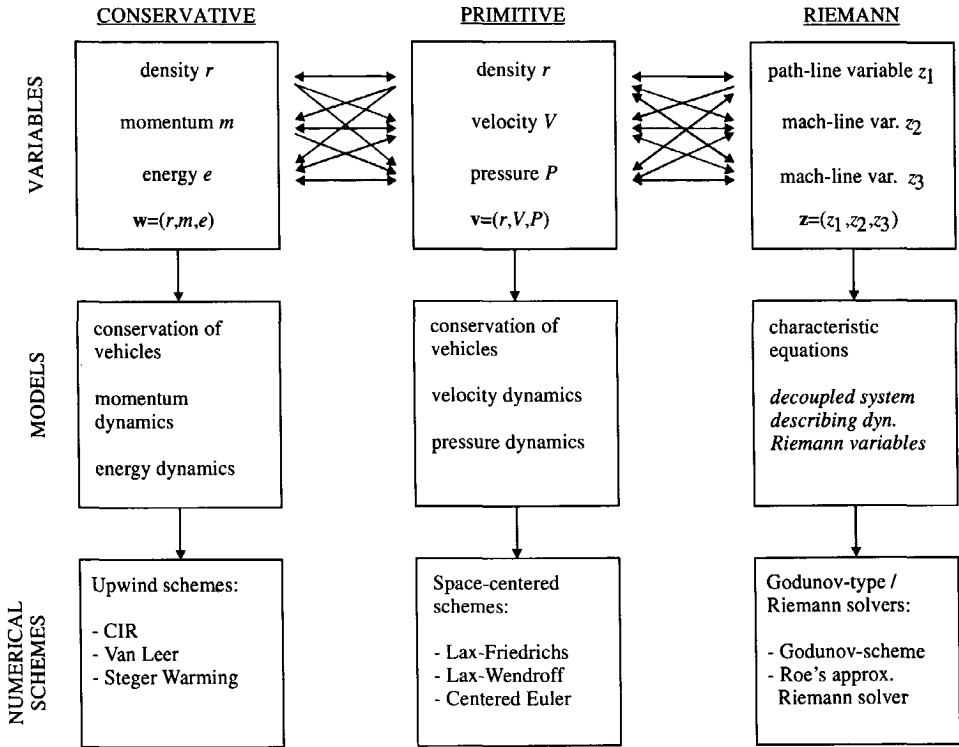 CONSERVATIVE
PRIMITIVE
RIEMANN
VARIABLES
density r
momentum m
energy e
w=(r,m,e)
density r
velocity V
pressure P
v=(r,V,P)
path-line variable z1
mach-line var. z2
mach-line var. z3
z=(z1,z2,z3)
MODELS
conservation of
vehicles
momentum
dynamics
energy dynamics
conservation of
vehicles
velocity dynamics
pressure dynamics
characteristic
equations
decoupled system
describing dyn.
Riemann variables
NUMERICAL
SCHEMES
Upwind schemes:
- CIR
- Van Leer
- Steger Warming
Space-centered
schemes:
- Lax-Friedrichs
- Lax-Wendroff
- Centered Euler
Godunov-type /
Riemann solvers:
- Godunov-scheme
- Roe's approx.
Riemann solver